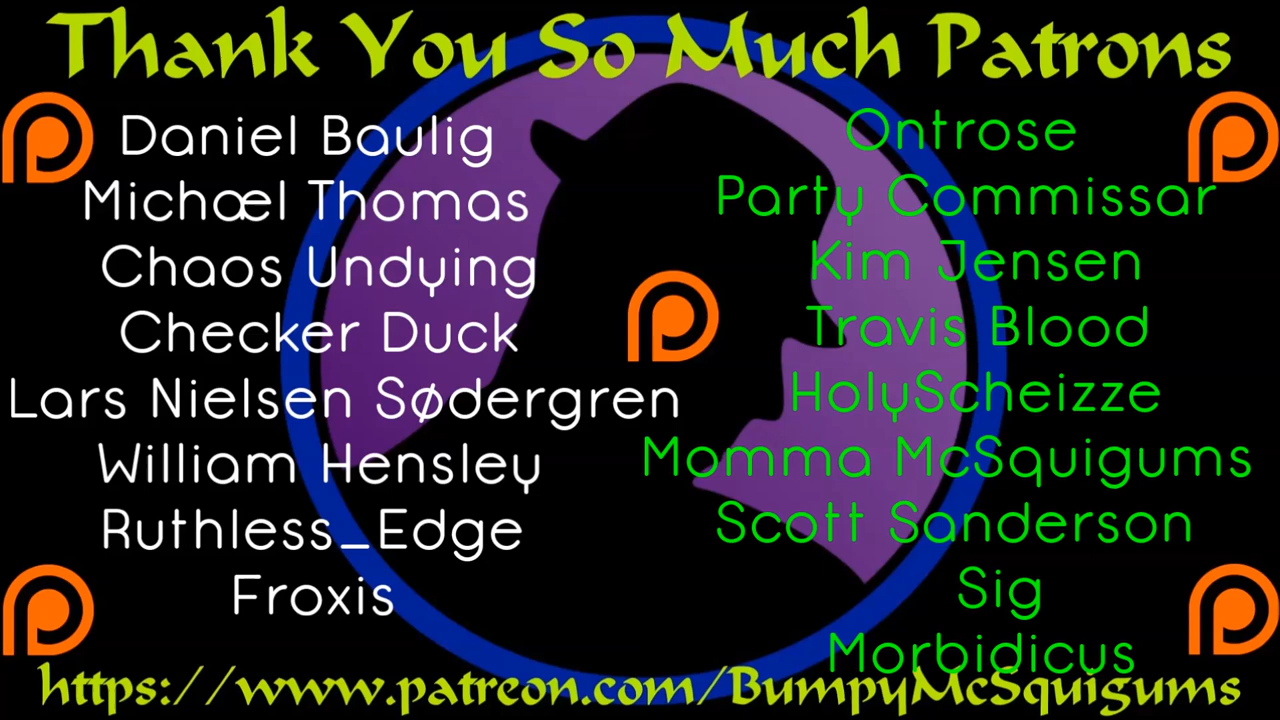 Thank You So Much Patrons
Daniel Baulig
Michael Thomas
Chaos Undying
Checker Duck
Lars Nielsen Sødergren
William Hensley
Ruthless_Edge
Froxis
Ontrose
Party Commissar
Kim Jensen
Travis Blood
HolyScheizze
Momma McSquigums
Scott Sanderson
Sig
Morbidicus
https://www.patreon.com/BumpyMcSquigums